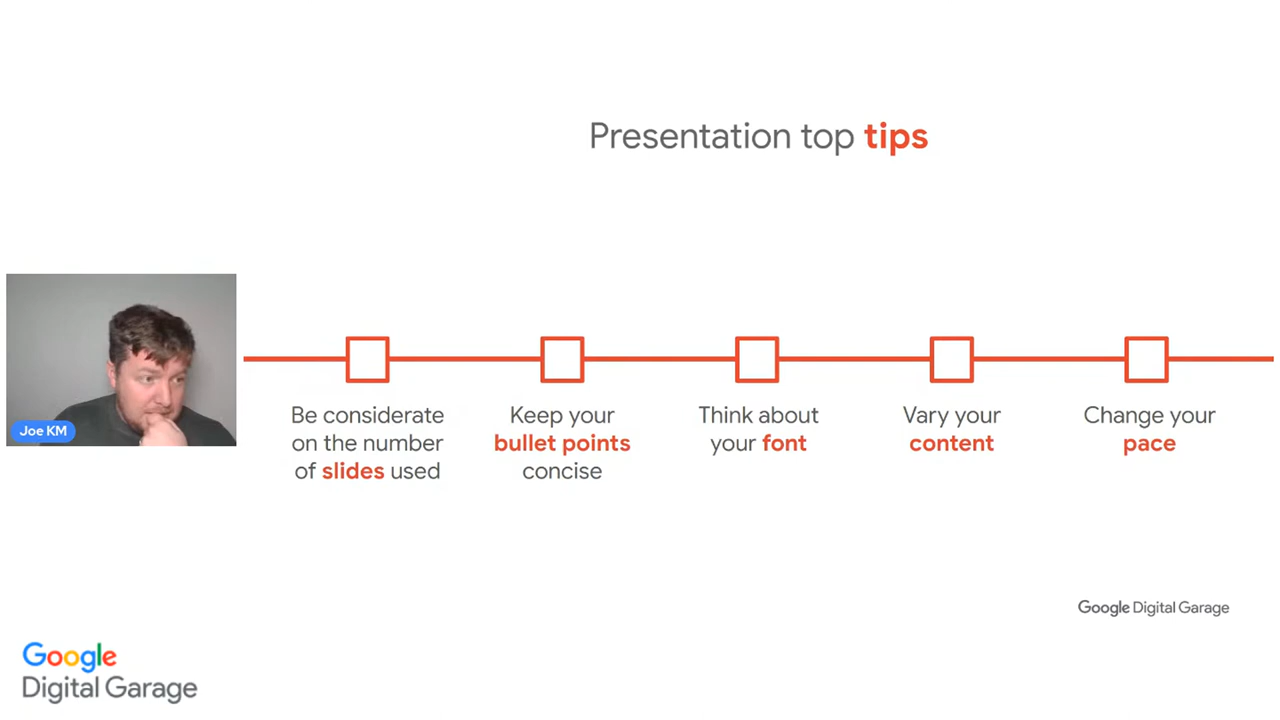 Presentation top tips
Joe KM
Be considerate
on the number
of slides used
Keep your
bullet points
concise
Think about
your font
Vary your
content
Change your
pace
Google Digital Garage
Google
Digital Garage